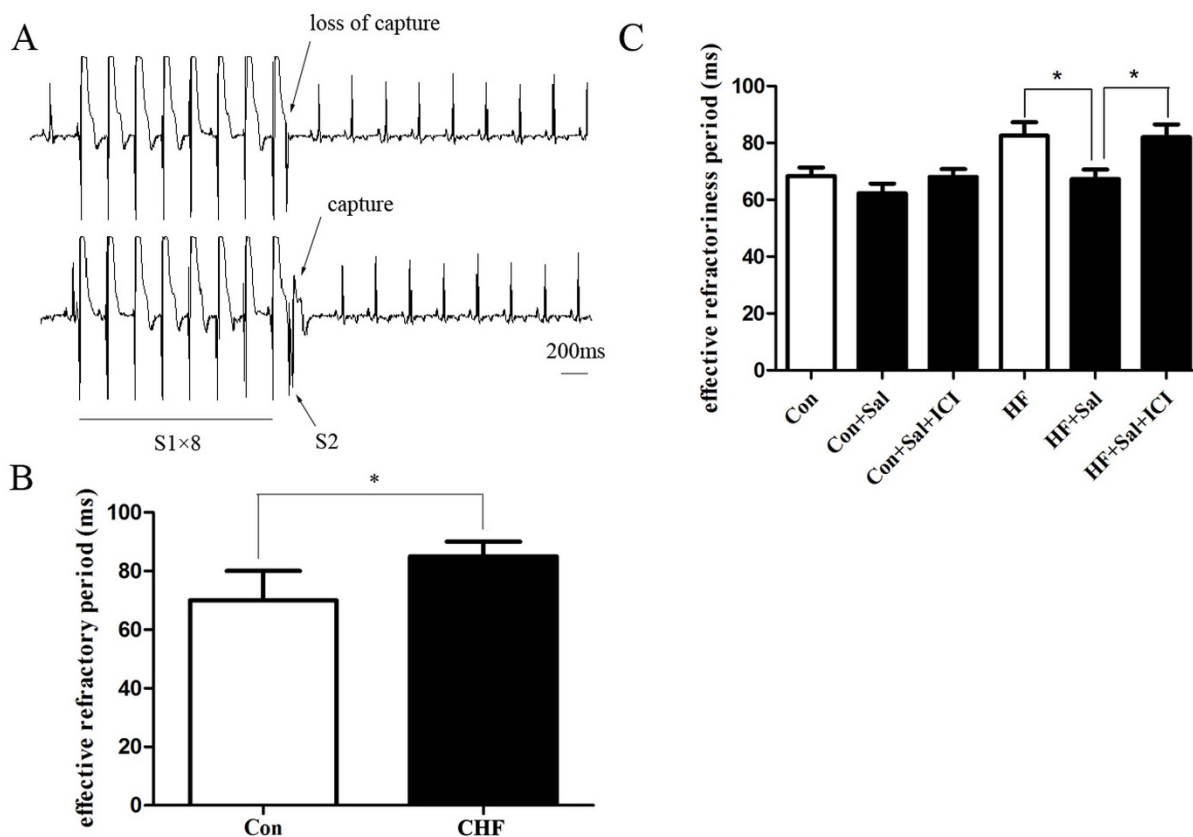 A
loss of capture
capture
200ms
S1×8
S2
B
effective refractory period (ms)
100
80
60
40
20
0
*
Con
CHF
C
effective refractoriness period (ms)
100
80
60
40
20
0
*
*
Con
Con+Sal
Con+Sal+ICI
HF
HF+Sal
HF+Sal+ICI